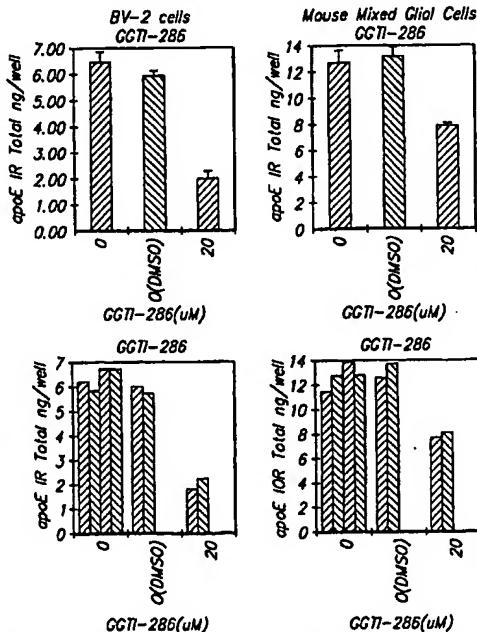 BV-2 cells
GGTI-286
apoE IR Total ng/well
7.00
6.00
5.00
4.00
3.00
2.00
1.00
0.00
0
0(DMSO)
20
GGTI-286(uM)
Mouse Mixed Gliol Cells
GGTI-286
apoE IR Total ng/well
14
12
10
8
6
4
2
0
0
0(DMSO)
20
GGTI-286(uM)
GGTI-286
apoE IR Total ng/well
7
6
5
4
3
2
1
0
0
0(DMSO)
20
GGTI-286(uM)
GGTI-286
apoE IOR Total ng/well
14
12
10
8
6
4
2
0
0
0(DMSO)
20
GGTI-286(uM)